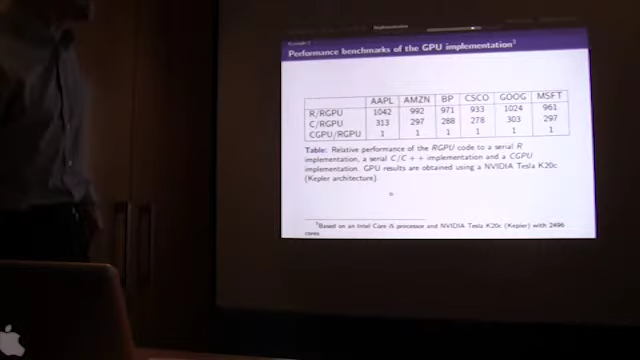 Performance benchmarks of the GPU implementation³
AAPL AMZN BP CSCO GOOG MSFT
R/RGPU 1042 992 971 933 1024 961
C/RGPU 313 297 288 278 303 297
CGPU/RGPU 1 1 1 1 1 1
Table: Relative performance of the RGPU code to a serial R
implementation, a serial C/C++ implementation and a CGPU
implementation. GPU results are obtained using a NVIDIA Tesla K20c
(Kepler architecture).
Based on an Intel Core i5 processor and NVIDIA Tesla K20c (Kepler) with 2496
cores